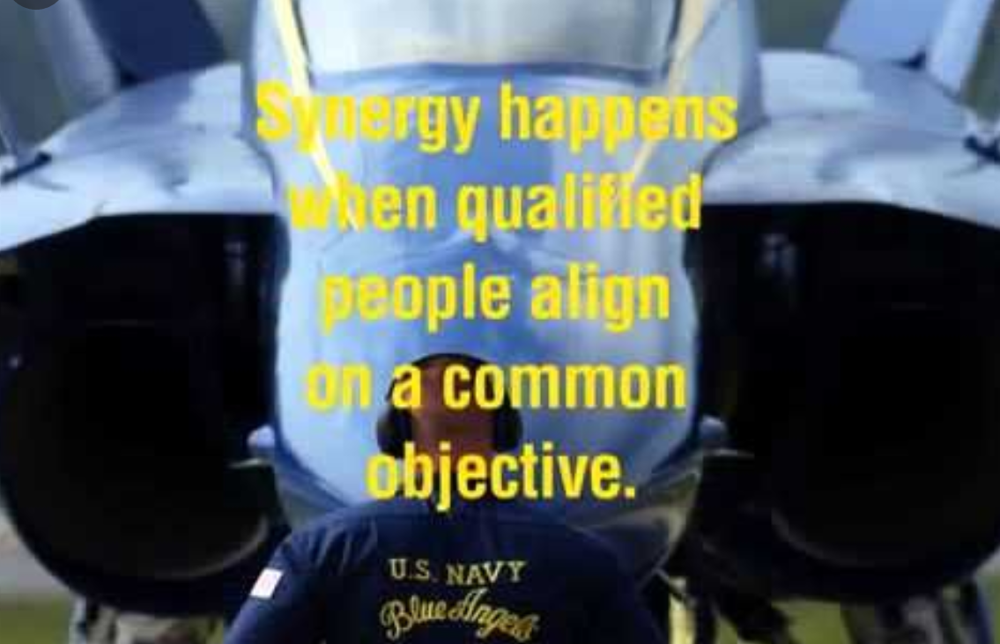 Synergy happens
when qualified
people align
on a common
objective.
U.S. NAVY
Blue Angels